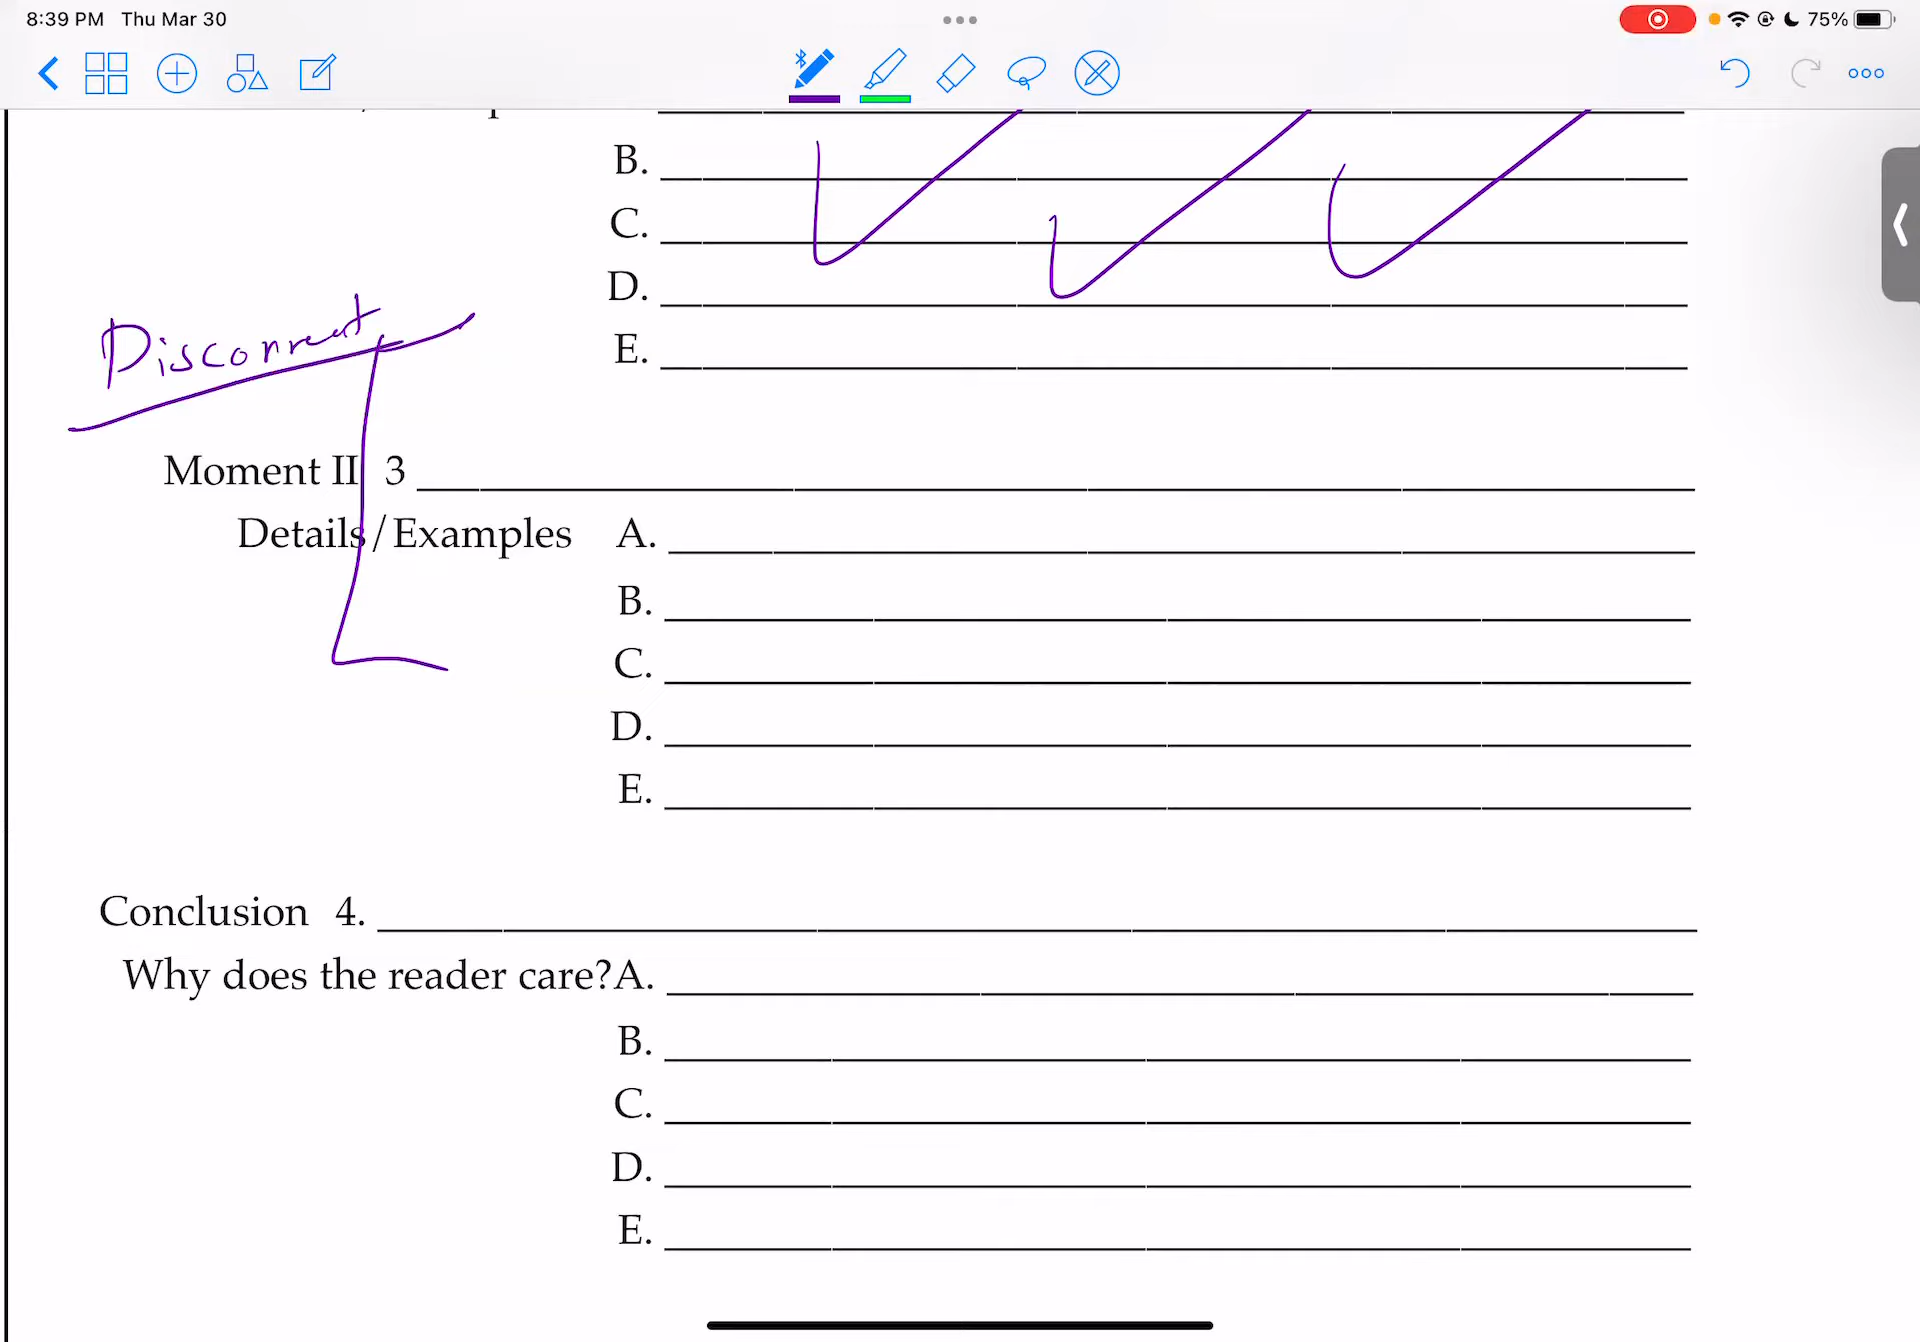 8:39 PM Thu Mar 30
75%
B.
C.
D.
E.
Moment II 3
Details/Examples A.
B.
C.
D.
E.
Conclusion 4.
Why does the reader care? A.
B.
C.
D.
E.